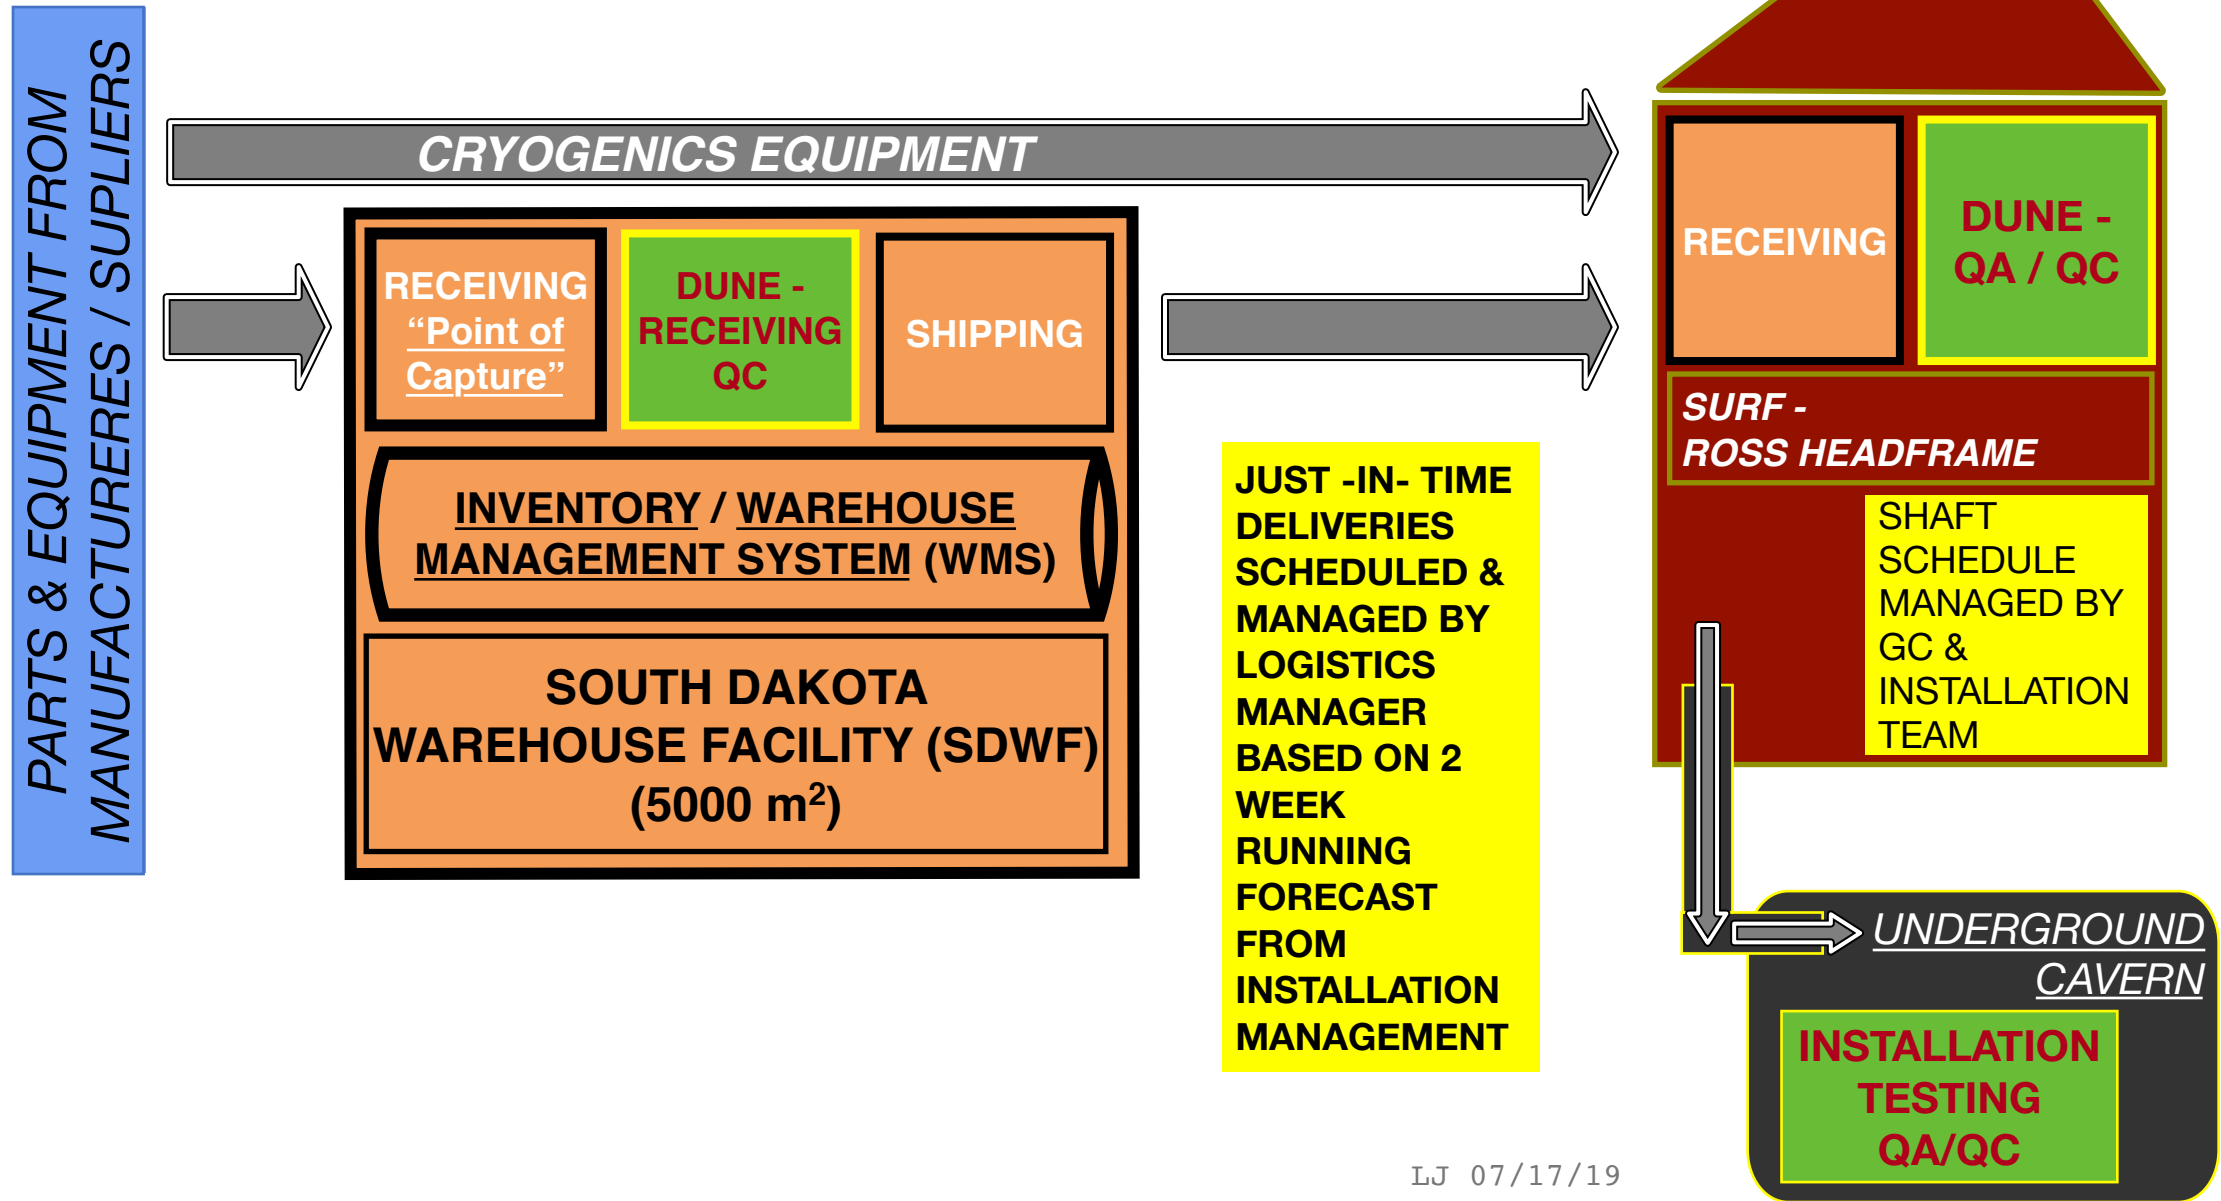 PARTS & EQUIPMENT FROM
MANUFACTURERES / SUPLIERS
CRYOGENICS EQUIPMENT
RECEIVING
“Point of
Capture”
DUNE -
RECEIVING
QC
SHIPPING
INVENTORY / WAREHOUSE
MANAGEMENT SYSTEM (WMS)
SOUTH DAKOTA
WAREHOUSE FACILITY (SDWF)
(5000 m²)
JUST -IN- TIME
DELIVERIES
SCHEDULED &
MANAGED BY
LOGISTICS
MANAGER
BASED ON 2
WEEK
RUNNING
FORECAST
FROM
INSTALLATION
MANAGEMENT
RECEIVING
DUNE -
QA / QC
SURF -
ROSS HEADFRAME
SHAFT
SCHEDULE
MANAGED BY
GC &
INSTALLATION
TEAM
UNDERGROUND
CAVERN
INSTALLATION
TESTING
QA/QC
LJ 07/17/19